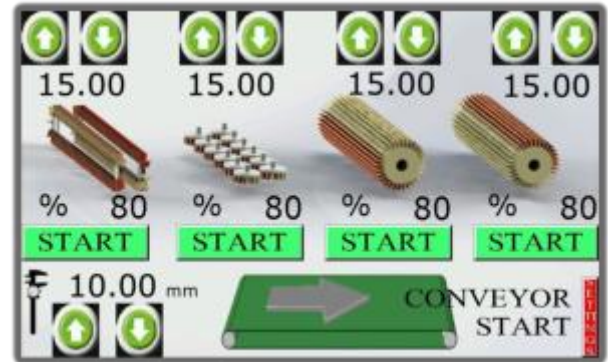 15.00 15.00 15.00 15.00
% 80 % 80 % 80 % 80
START START START START
10.00 mm
CONVEYOR
START
SETTINGS